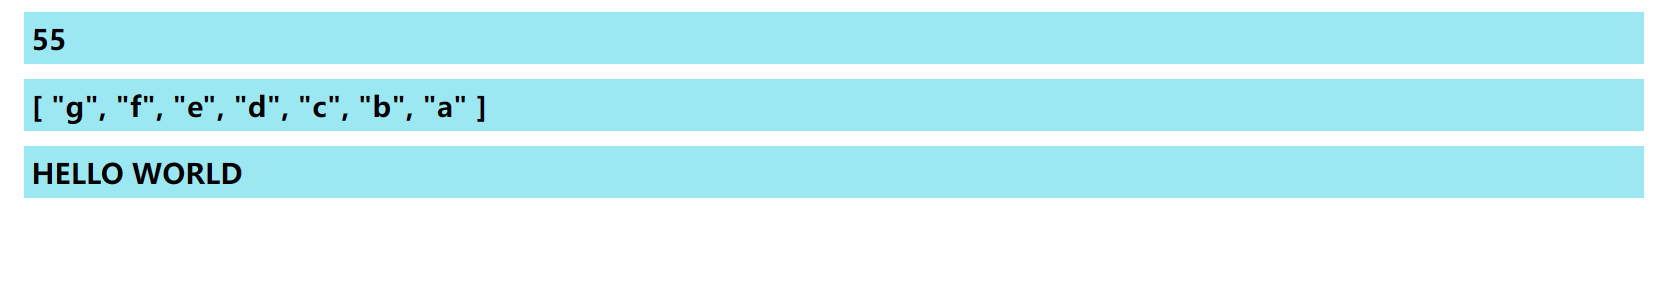 55
[ "g", "f", "e", "d", "c", "b", "a" ]
HELLO WORLD